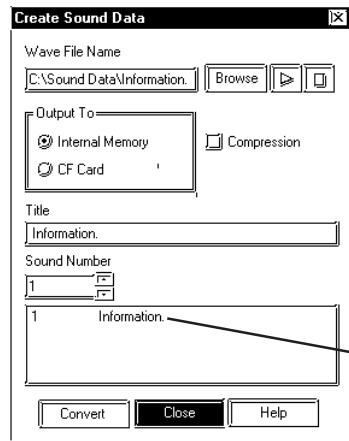 Create Sound Data
Wave File Name
C:\Sound Data\Information.
Browse
Output To
Internal Memory
Compression
CF Card
Title
Information.
Sound Number
1
1 Information.
Convert Close Help